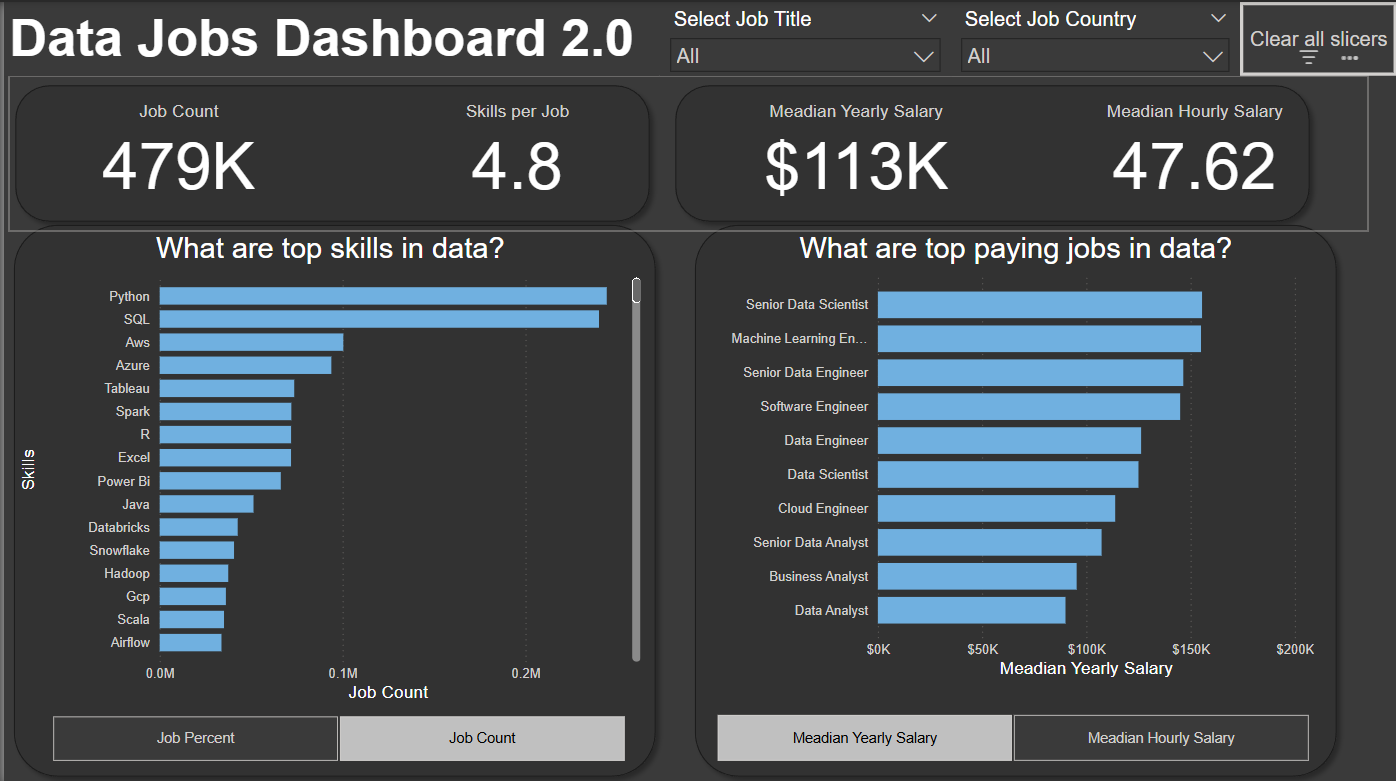 Data Jobs Dashboard 2.0
Select Job Title
All
Select Job Country
All
Clear all slicers
Job Count
479K
Skills per Job
4.8
Meadian Yearly Salary
$113K
Meadian Hourly Salary
47.62
What are top skills in data?
Skills
Python
SQL
Aws
Azure
Tableau
Spark
R
Excel
Power Bi
Java
Databricks
Snowflake
Hadoop
Gcp
Scala
Airflow
0.0M 0.1M 0.2M
Job Count
Job Percent
Job Count
What are top paying jobs in data?
Senior Data Scientist
Machine Learning En...
Senior Data Engineer
Software Engineer
Data Engineer
Data Scientist
Cloud Engineer
Senior Data Analyst
Business Analyst
Data Analyst
$0K $50K $100K $150K $200K
Meadian Yearly Salary
Meadian Yearly Salary
Meadian Hourly Salary